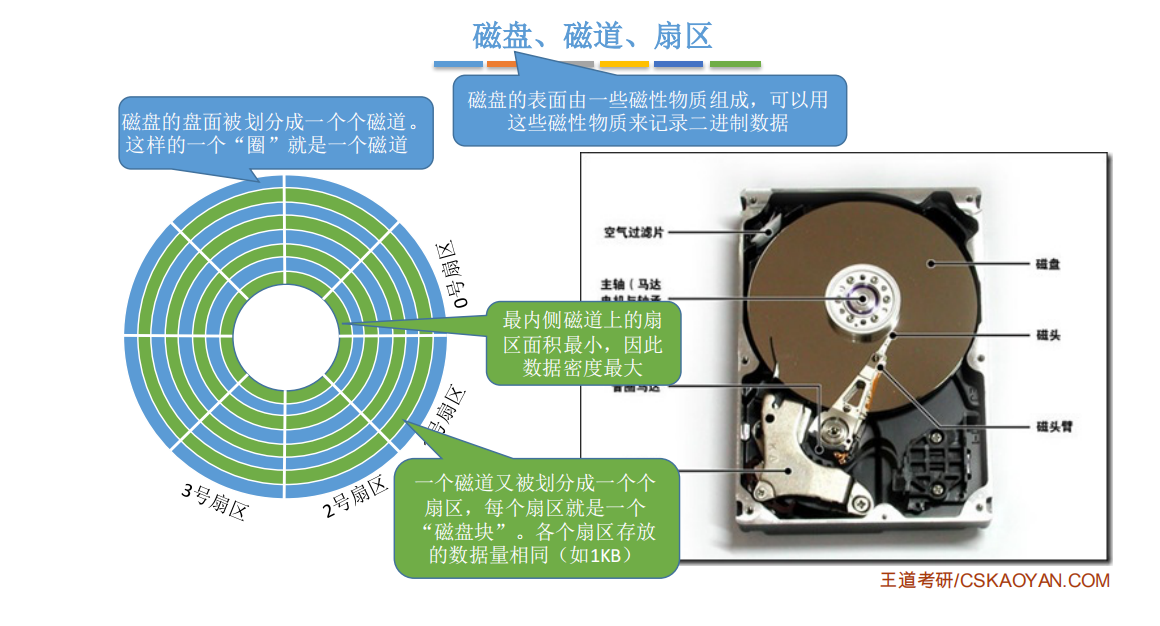 磁盘、磁道、扇区
磁盘的表面由一些磁性物质组成，可以用
这些磁性物质来记录二进制数据
磁盘的盘面被划分成一个个磁道。
这样的一个“圈”就是一个磁道
0号扇区
号扇区
2号扇区
3号扇区
最内侧磁道上的扇
区面积最小，因此
数据密度最大
一个磁道又被划分成一个个
扇区，每个扇区就是一个
“磁盘块”。各个扇区存放
的数据量相同（如1KB）
空气过滤片
主轴（马达
电机与轴承
音圈马达
磁盘
磁头
磁头臂
王道考研/CSKAOYAN.COM